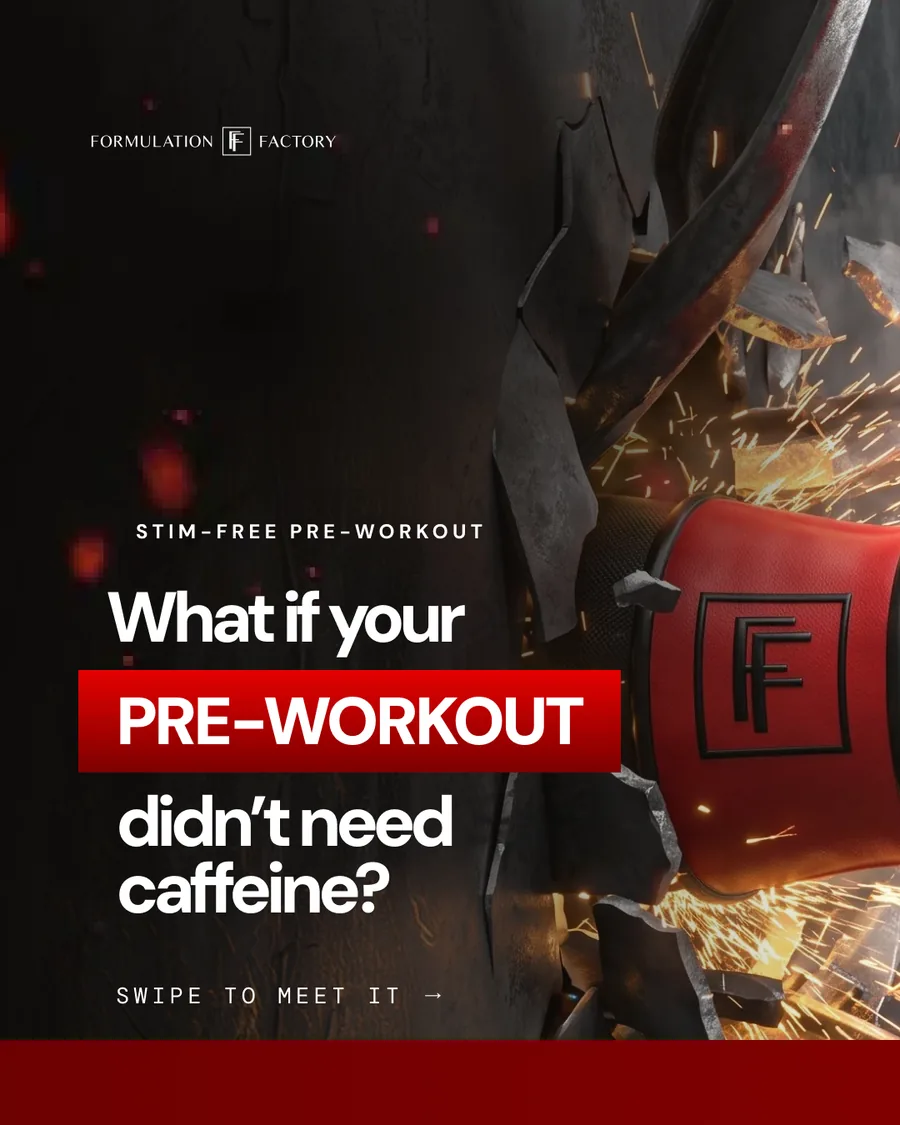 FORMULATION FF FACTORY
STIM-FREE PRE-WORKOUT
What if your
PRE-WORKOUT
didn’t need
caffeine?
SWIPE TO MEET IT →
FF